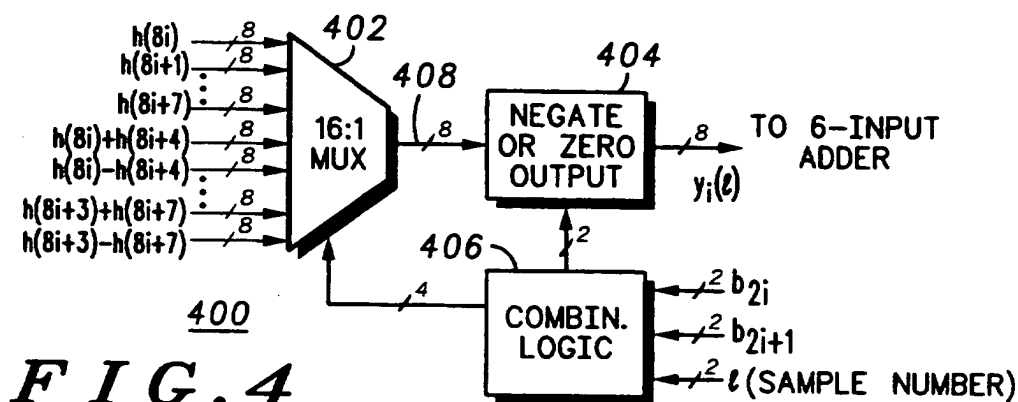 h(8i) 8
h(8i+1) 8
h(8i+7) 8
h(8i)+h(8i+4) 8
h(8i)-h(8i+4) 8
h(8i+3)+h(8i+7) 8
h(8i+3)-h(8i+7) 8
402
16:1
MUX
408
8
404
NEGATE
OR ZERO
OUTPUT
8
yi(ℓ)
TO 6-INPUT
ADDER
2
406
4
COMBIN.
LOGIC
2 b2i
2 b2i+1
2 ℓ (SAMPLE NUMBER)
400
FIG.4